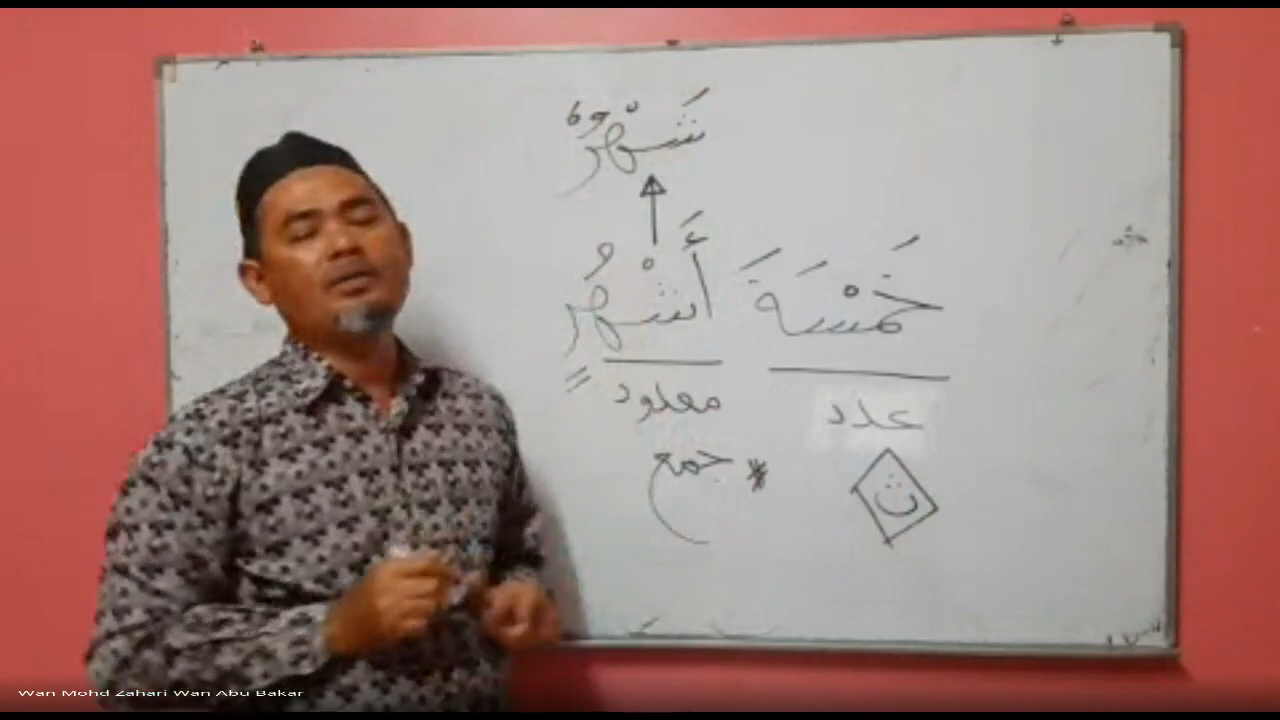 شَهْرٌ
خَمْسَةَ أَشْهُرٍ
عدد معدود
* جمع
ت
Wan Mohd Zahari Wan Abu Bakar